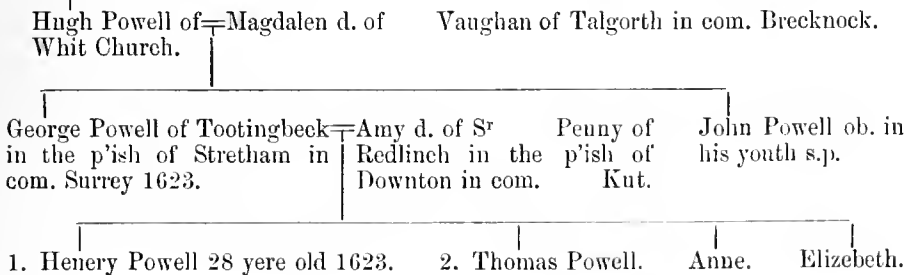 Hugh Powell of=Magdalen d. of Vaughan of Talgorth in com. Brecknock.
Whit Church.
George Powell of Tootingbeck=Amy d. of Sʳ Penny of
in the p'ish of Stretham in Redlinch in the p'ish of
com. Surrey 1623. Downton in com. Kut.
John Powell ob. in
his youth s.p.
1. Henery Powell 28 yere old 1623. 2. Thomas Powell. Anne. Elizebeth.